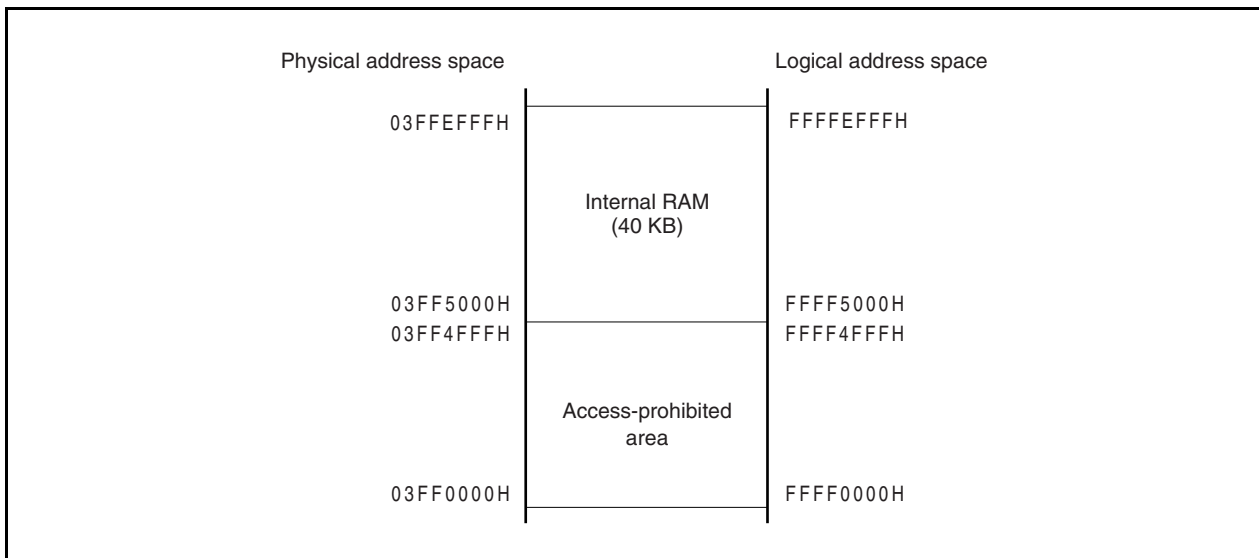 Physical address space
Logical address space
03FFEFFFH
FFFFEFFFH
Internal RAM
(40 KB)
03FF5000H
FFFF5000H
03FF4FFFH
FFFF4FFFH
Access-prohibited
area
03FF0000H
FFFF0000H